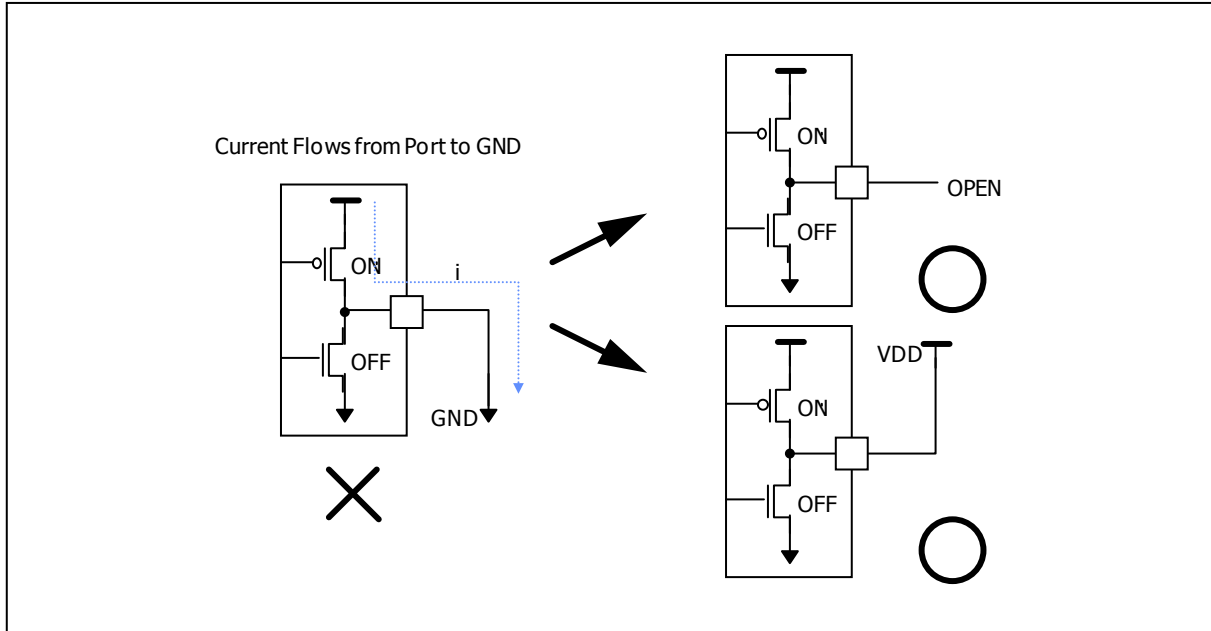 Current Flows from Port to GND
ON
i
OFF
GND
ON
OPEN
OFF
VDD
ON
OFF